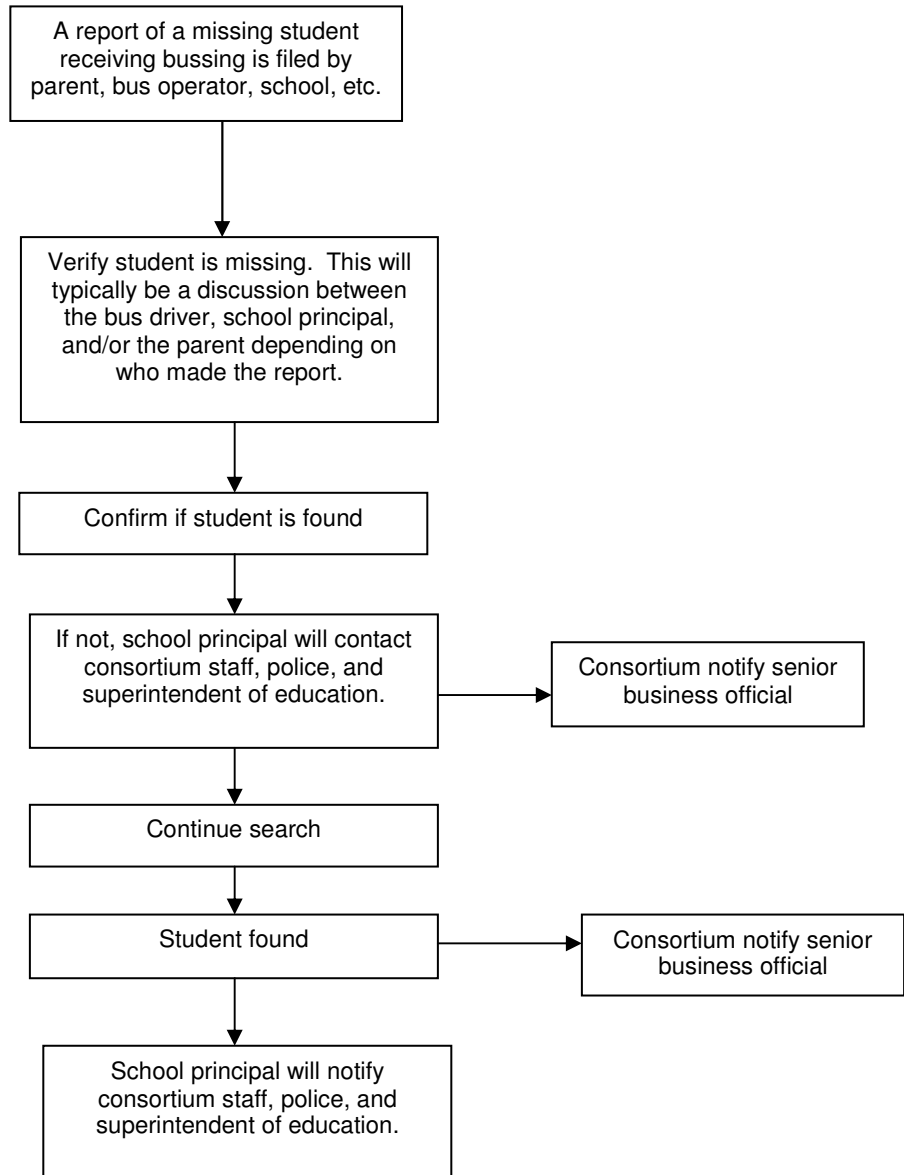 A report of a missing student
receiving bussing is filed by
parent, bus operator, school, etc.
Verify student is missing.  This will
typically be a discussion between
the bus driver, school principal,
and/or the parent depending on
who made the report.
Confirm if student is found
If not, school principal will contact
consortium staff, police, and
superintendent of education.
Consortium notify senior
business official
Continue search
Student found
Consortium notify senior
business official
School principal will notify
consortium staff, police, and
superintendent of education.